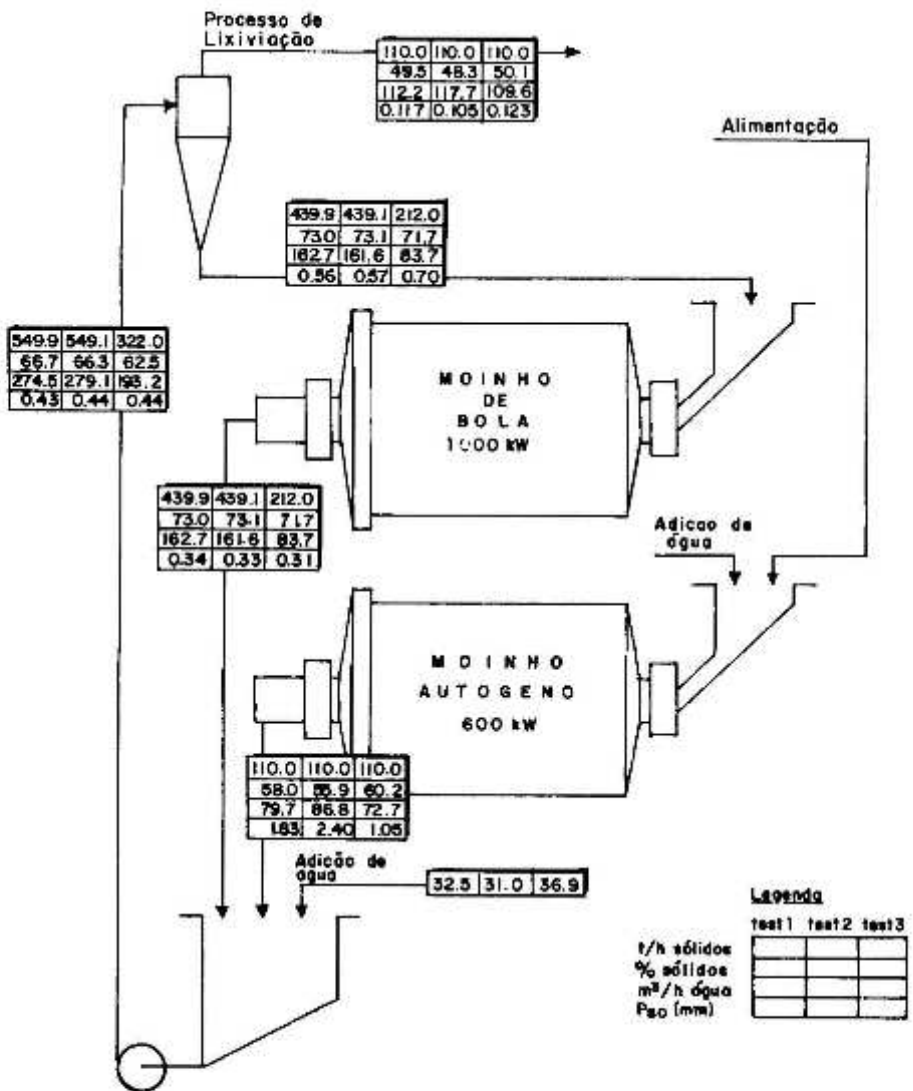 Processo de
Lixiviação
110.0 110.0 110.0
49.5 48.3 50.1
112.2 117.7 109.6
0.117 0.105 0.123
Alimentação
439.9 439.1 212.0
73.0 73.1 71.7
162.7 161.6 83.7
0.56 0.57 0.70
549.9 549.1 322.0
66.7 66.3 62.5
274.5 279.1 193.2
0.43 0.44 0.44
MOINHO
DE
BOLA
1000 kW
439.9 439.1 212.0
73.0 73.1 71.7
162.7 161.6 83.7
0.34 0.33 0.31
Adicao de
água
MOINHO
AUTOGENO
600 kW
110.0 110.0 110.0
58.0 55.9 60.2
79.7 86.8 72.7
1.83 2.40 1.05
Adição de
água
32.5 31.0 36.9
Legenda
test1 test2 test3
t/h sólidos
% sólidos
m³/h água
P80 (mm)